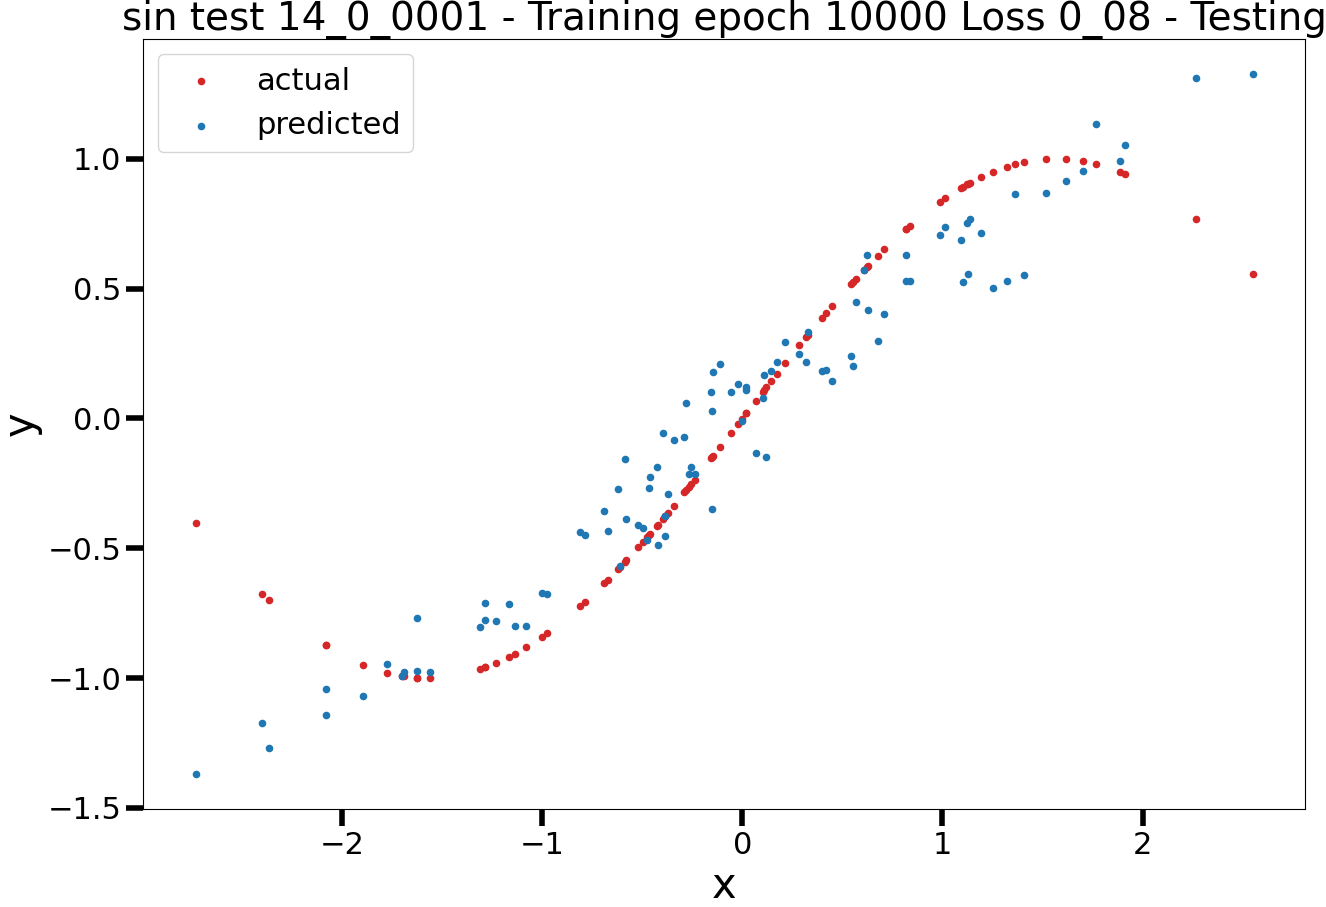 sin test 14_0_0001 - Training epoch 10000 Loss 0_08 - Testing
actual
predicted
1.0
0.5
0.0
−0.5
−1.0
−1.5
y
−2
−1
0
1
2
x